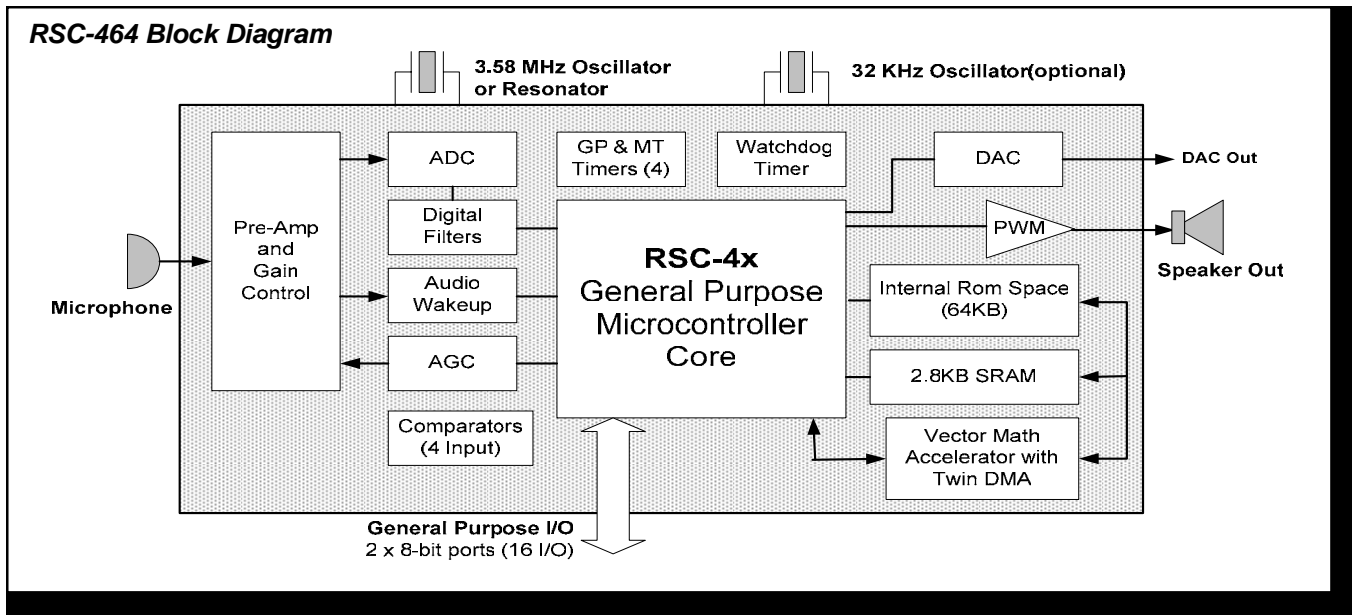 RSC-464 Block Diagram
3.58 MHz Oscillator
or Resonator
32 KHz Oscillator(optional)
Pre-Amp
and
Gain
Control
Microphone
ADC
Digital
Filters
Audio
Wakeup
AGC
Comparators
(4 Input)
GP & MT
Timers (4)
Watchdog
Timer
RSC-4x
General Purpose
Microcontroller
Core
DAC
DAC Out
PWM
Speaker Out
Internal Rom Space
(64KB)
2.8KB SRAM
Vector Math
Accelerator with
Twin DMA
General Purpose I/O
2 x 8-bit ports (16 I/O)